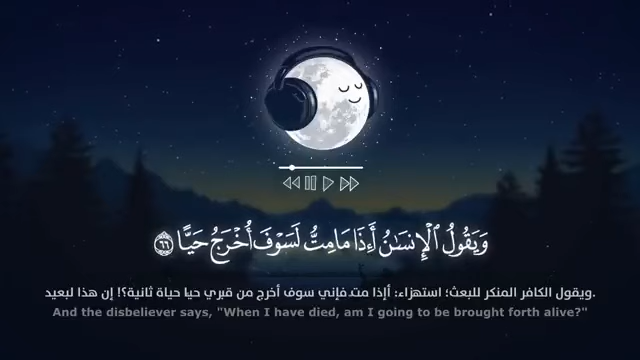 وَيَقُولُ ٱلْإِنسَٰنُ أَءِذَا مَا مِتُّ لَسَوْفَ أُخْرَجُ حَيًّا ٦٦
ويقول الكافر المنكر للبعث؛ استهزاء: أإذا مت فإني سوف أخرج من قبري حيا حياة ثانية؟! إن هذا لبعيد.
And the disbeliever says, "When I have died, am I going to be brought forth alive?"